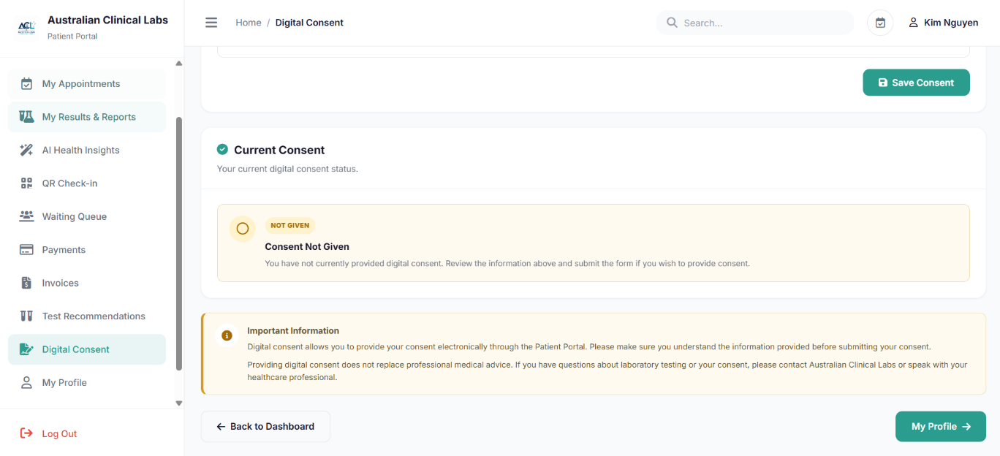 ACL
Australian Clinical Labs
Patient Portal
My Appointments
My Results & Reports
AI Health Insights
QR Check-in
Waiting Queue
Payments
Invoices
Test Recommendations
Digital Consent
My Profile
Log Out
Home / Digital Consent
Search...
Kim Nguyen
Save Consent
Current Consent
Your current digital consent status.
NOT GIVEN
Consent Not Given
You have not currently provided digital consent. Review the information above and submit the form if you wish to provide consent.
Important Information
Digital consent allows you to provide your consent electronically through the Patient Portal. Please make sure you understand the information provided before submitting your consent.
Providing digital consent does not replace professional medical advice. If you have questions about laboratory testing or your consent, please contact Australian Clinical Labs or speak with your
healthcare professional.
Back to Dashboard
My Profile